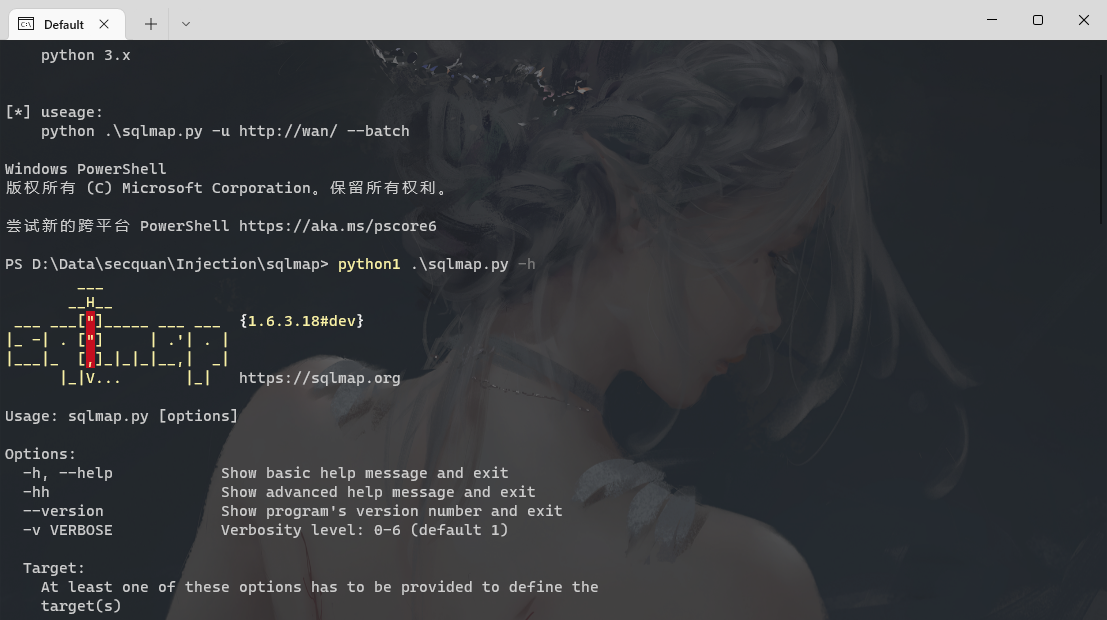 Default
python 3.x
[*] useage:
python .\sqlmap.py -u http://wan/ --batch
Windows PowerShell
版权所有 (C) Microsoft Corporation。保留所有权利。
尝试新的跨平台 PowerShell https://aka.ms/pscore6
PS D:\Data\secquan\Injection\sqlmap> python1 .\sqlmap.py -h
        ___
       __H__
 ___ ___["]_____ ___ ___  {1.6.3.18#dev}
|_ -| . ["]     | .'| . |
|___|_  [,]_|_|_|__,|  _|
      |_|V...       |_|   https://sqlmap.org
Usage: sqlmap.py [options]
Options:
-h, --help            Show basic help message and exit
-hh                   Show advanced help message and exit
--version             Show program's version number and exit
-v VERBOSE            Verbosity level: 0-6 (default 1)
Target:
At least one of these options has to be provided to define the
target(s)